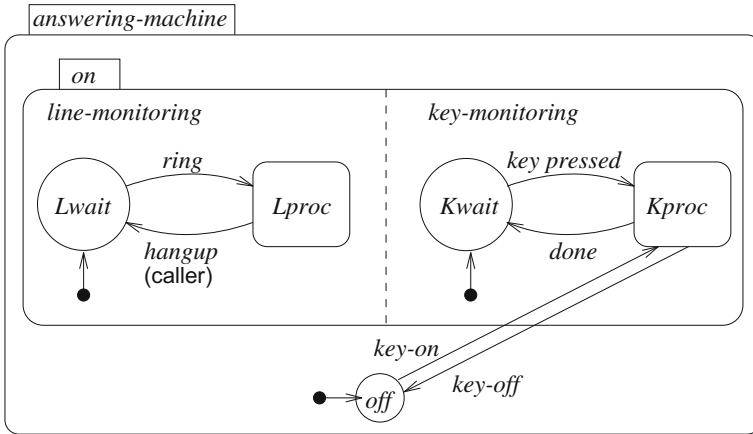 answering-machine
on
line-monitoring
key-monitoring
ring
key pressed
Lwait
Lproc
Kwait
Kproc
hangup
(caller)
done
key-on
key-off
off